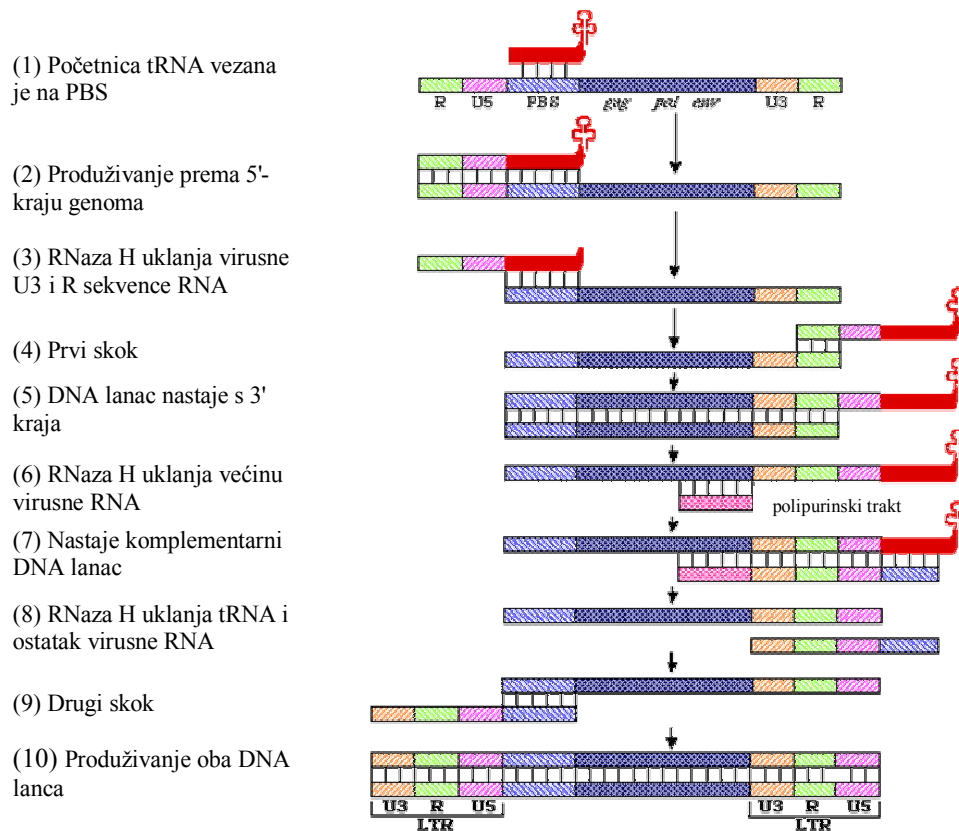 (1) Početnica tRNA vezana
je na PBS
R U5 PBS gag pol env U3 R
(2) Produživanje prema 5'-
kraju genoma
(3) RNaza H uklanja virusne
U3 i R sekvence RNA
(4) Prvi skok
(5) DNA lanac nastaje s 3'
kraja
(6) RNaza H uklanja većinu
virusne RNA
polipurinski trakt
(7) Nastaje komplementarni
DNA lanac
(8) RNaza H uklanja tRNA i
ostatak virusne RNA
(9) Drugi skok
(10) Produživanje oba DNA
lanca
U3 R U5 U3 R U5
LTR LTR